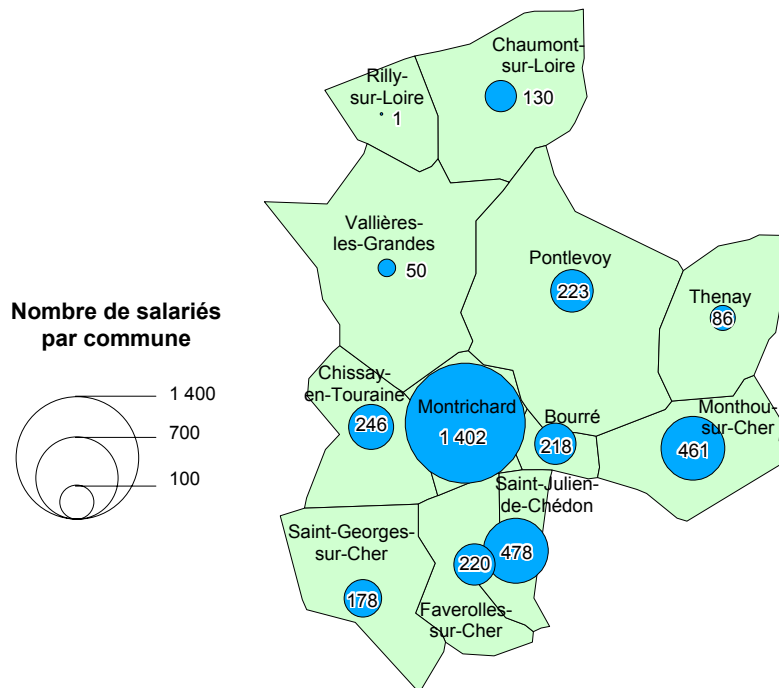 Chaumont-
sur-Loire
130
Rilly-
sur-Loire
1
Vallières-
les-Grandes
50
Pontlevoy
223
Thenay
86
Nombre de salariés
par commune
1 400
700
100
Chissay-
en-Touraine
246
Montrichard
1 402
Bourré
218
Monthou-
sur-Cher
461
Saint-Julien-
de-Chédon
478
Saint-Georges-
sur-Cher
178
220
Faverolles-
sur-Cher